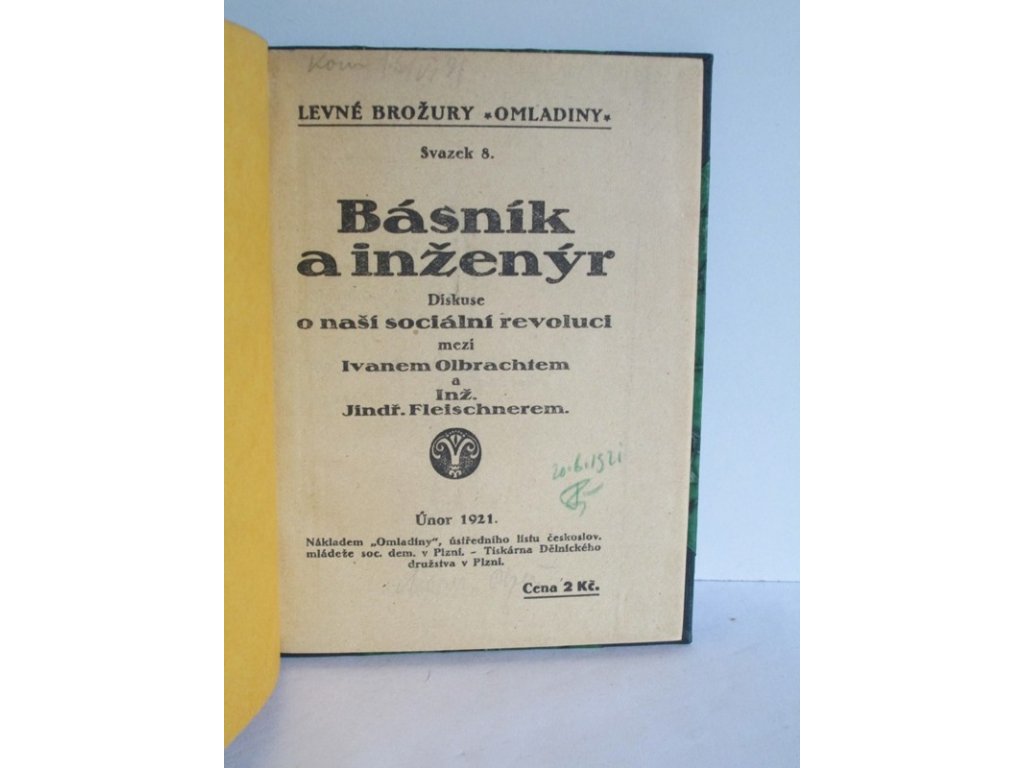 LEVNÉ BROŽURY *OMLADINY*
Svazek 8.
Básník
a inženýr
Diskuse
o naší sociální revoluci
mezi
Ivanem Olbrachtem
a
Inž.
Jindř. Fleischnerem.
20.6.1921
Únor 1921.
Nákladem „Omladiny“, ústředního listu českoslov.
mládeže soc. dem. v Plzni. – Tiskárna Dělnického
družstva v Plzni.
Cena 2 Kč.